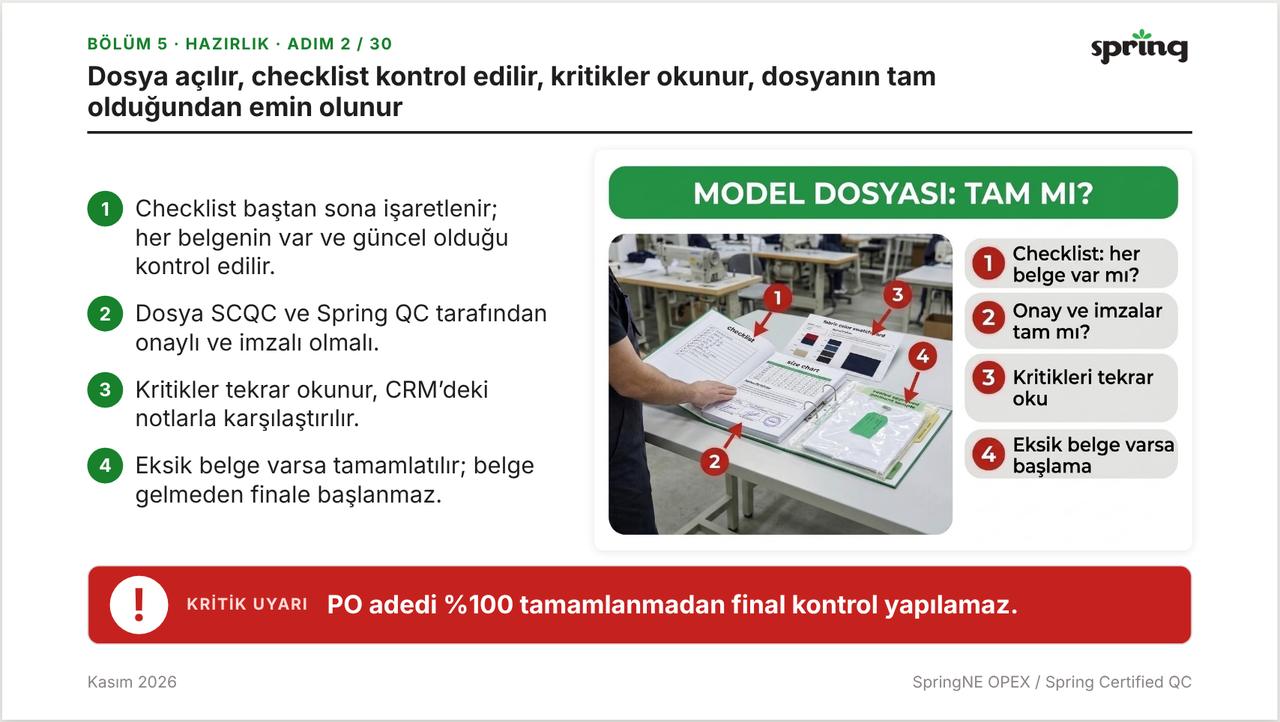 BÖLÜM 5 · HAZIRLIK · ADIM 2 / 30
spring
Dosya açılır, checklist kontrol edilir, kritikler okunur, dosyanın tam
olduğundan emin olunur
1 Checklist baştan sona işaretlenir;
her belgenin var ve güncel olduğu
kontrol edilir.
2 Dosya SCQC ve Spring QC tarafından
onaylı ve imzalı olmalı.
3 Kritikler tekrar okunur, CRM’deki
notlarla karşılaştırılır.
4 Eksik belge varsa tamamlatılır; belge
gelmeden finale başlanmaz.
MODEL DOSYASI: TAM MI?
1
3
4
2
checklist
size chart
1 Checklist: her
belge var mı?
2 Onay ve imzalar
tam mı?
3 Kritikleri tekrar
oku
4 Eksik belge varsa
başlama
! KRİTİK UYARI PO adedi %100 tamamlanmadan final kontrol yapılamaz.
Kasım 2026
SpringNE OPEX / Spring Certified QC